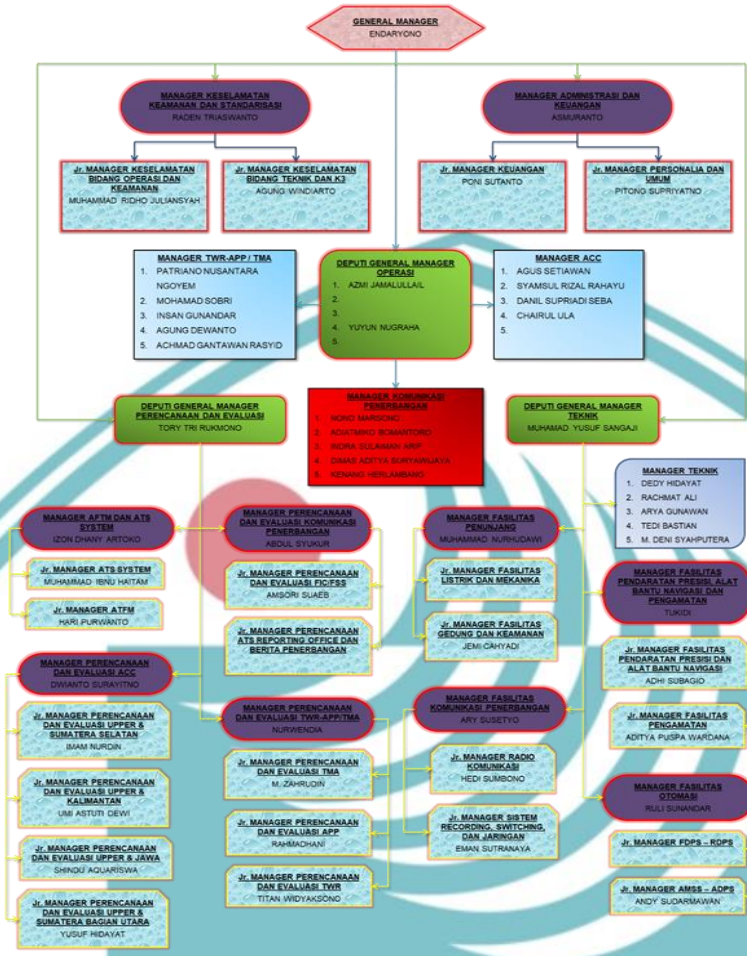 GENERAL MANAGER
ENDARYONO
MANAGER KESELAMATAN
KEAMANAN DAN STANDARISASI
RADEN TRIASWANTO
MANAGER ADMINISTRASI DAN
KEUANGAN
ASMURANTO
Jr. MANAGER KESELAMATAN
BIDANG OPERASI DAN
KEAMANAN
MUHAMMAD RIDHO JULIANSYAH
Jr. MANAGER KESELAMATAN
BIDANG TEKNIK DAN K3
AGUNG WINDIARTO
Jr. MANAGER KEUANGAN
PONI SUTANTO
Jr. MANAGER PERSONALIA DAN
UMUM
PITONG SUPRIYATNO
MANAGER TWR-APP / TMA
1. PATRIANO NUSANTARA
NGOYEM
2. MOHAMAD SOBRI
3. INSAN GUNANDAR
4. AGUNG DEWANTO
5. ACHMAD GANTAWAN RASYID
DEPUTI GENERAL MANAGER
OPERASI
1. AZMI JAMALULLAIL
2.
3.
4. YUYUN NUGRAHA
5.
MANAGER ACC
1. AGUS SETIAWAN
2. SYAMSUL RIZAL RAHAYU
3. DANIL SUPRIADI SEBA
4. CHAIRUL ULA
5.
DEPUTI GENERAL MANAGER
PERENCANAAN DAN EVALUASI
TORY TRI RUKMONO
MANAGER KOMUNIKASI
PENERBANGAN
1. NONO MARSONO
2. ADIATMIKO BOMANTORO
3. INDRA SULAIMAN ARIF
4. DIMAS ADITYA SURYAWIJAYA
5. KENANG HERLAMBANG
DEPUTI GENERAL MANAGER
TEKNIK
MUHAMAD YUSUF SANGAJI
MANAGER TEKNIK
1. DEDY HIDAYAT
2. RACHMAT ALI
3. ARYA GUNAWAN
4. TEDI BASTIAN
5. M. DENI SYAHPUTERA
MANAGER AFTM DAN ATS
SYSTEM
IZON DHANY ARTOKO
Jr. MANAGER ATS SYSTEM
MUHAMMAD IBNU HAITAM
Jr. MANAGER ATFM
HARI PURWANTO
MANAGER PERENCANAAN
DAN EVALUASI KOMUNIKASI
PENERBANGAN
ABDUL SYUKUR
Jr. MANAGER PERENCANAAN
DAN EVALUASI FIC/FSS
AMSORI SUAEB
Jr. MANAGER PERENCANAAN
ATS REPORTING OFFICE DAN
BERITA PENERBANGAN
MANAGER FASILITAS
PENUNJANG
MUHAMMAD NURHUDAWI
Jr. MANAGER FASILITAS
LISTRIK DAN MEKANIKA
Jr. MANAGER FASILITAS
GEDUNG DAN KEAMANAN
JEMI CAHYADI
MANAGER FASILITAS
PENDARATAN PRESISI, ALAT
BANTU NAVIGASI DAN
PENGAMATAN
TUKIDI
Jr. MANAGER FASILITAS
PENDARATAN PRESISI DAN
ALAT BANTU NAVIGASI
ADHI SUBAGIO
Jr. MANAGER FASILITAS
PENGAMATAN
ADITYA PUSPA WARDANA
MANAGER PERENCANAAN
DAN EVALUASI ACC
DWIANTO SURAYITNO
Jr. MANAGER PERENCANAAN
DAN EVALUASI UPPER &
SUMATERA SELATAN
IMAM NURDIN
Jr. MANAGER PERENCANAAN
DAN EVALUASI UPPER &
KALIMANTAN
UMI ASTUTI DEWI
Jr. MANAGER PERENCANAAN
DAN EVALUASI UPPER & JAWA
SHINDU AQUARISWA
Jr. MANAGER PERENCANAAN
DAN EVALUASI UPPER &
SUMATERA BAGIAN UTARA
YUSUF HIDAYAT
MANAGER PERENCANAAN
DAN EVALUASI TWR-APP/TMA
NURWENDIA
Jr. MANAGER PERENCANAAN
DAN EVALUASI TMA
M. ZAHRUDIN
Jr. MANAGER PERENCANAAN
DAN EVALUASI APP
RAHMADHANI
Jr. MANAGER PERENCANAAN
DAN EVALUASI TWR
TITAN WIDYAKSONO
MANAGER FASILITAS
KOMUNIKASI PENERBANGAN
ARY SUSETYO
Jr. MANAGER RADIO
KOMUNIKASI
HEDI SUMBONO
Jr. MANAGER SISTEM
RECORDING, SWITCHING,
DAN JARINGAN
EMAN SUTRANAYA
MANAGER FASILITAS
OTOMASI
RULI SUNANDAR
Jr. MANAGER FDPS – RDPS
Jr. MANAGER AMSS – ADPS
ANDY SUDARMAWAN